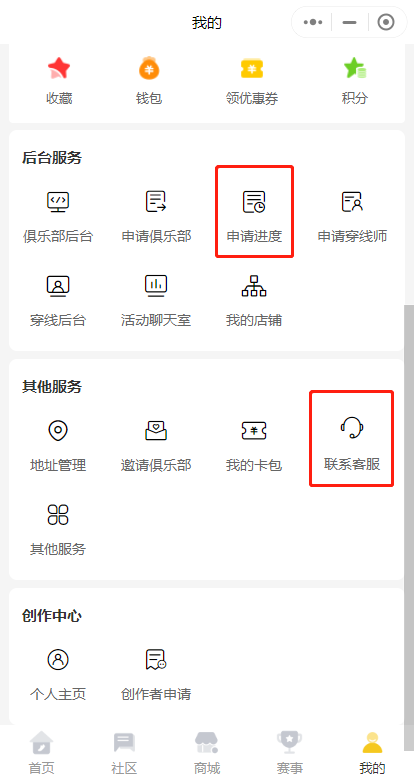 我的
收藏 钱包 领优惠券 积分
后台服务
俱乐部后台 申请俱乐部 申请进度 申请穿线师
穿线后台 活动聊天室 我的店铺
其他服务
地址管理 邀请俱乐部 我的卡包 联系客服
其他服务
创作中心
个人主页 创作者申请
首页 社区 商城 赛事 我的